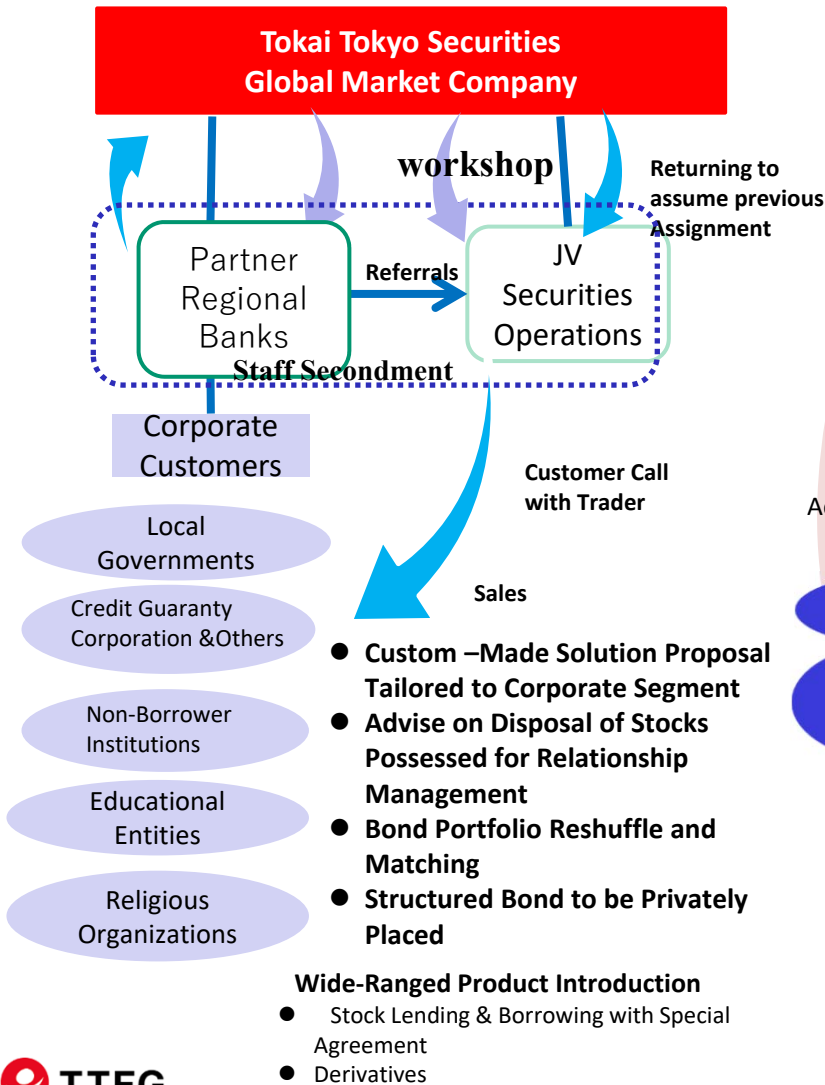 Tokai Tokyo Securities
Global Market Company
workshop
Returning to
assume previous
Assignment
Partner
Regional
Banks
Referrals
JV
Securities
Operations
Staff Secondment
Corporate
Customers
Customer Call
with Trader
Local
Governments
Sales
Credit Guaranty
Corporation &Others
Non-Borrower
Institutions
Educational
Entities
Religious
Organizations
● Custom –Made Solution Proposal
Tailored to Corporate Segment
● Advise on Disposal of Stocks
Possessed for Relationship
Management
● Bond Portfolio Reshuffle and
Matching
● Structured Bond to be Privately
Placed
Wide-Ranged Product Introduction
● Stock Lending & Borrowing with Special
Agreement
● Derivatives
TTFG